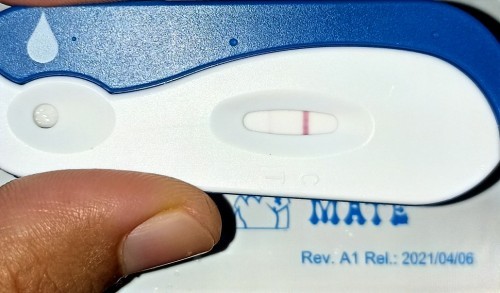 C
T
MATE
Rev. A1 Rel.: 2021/04/06